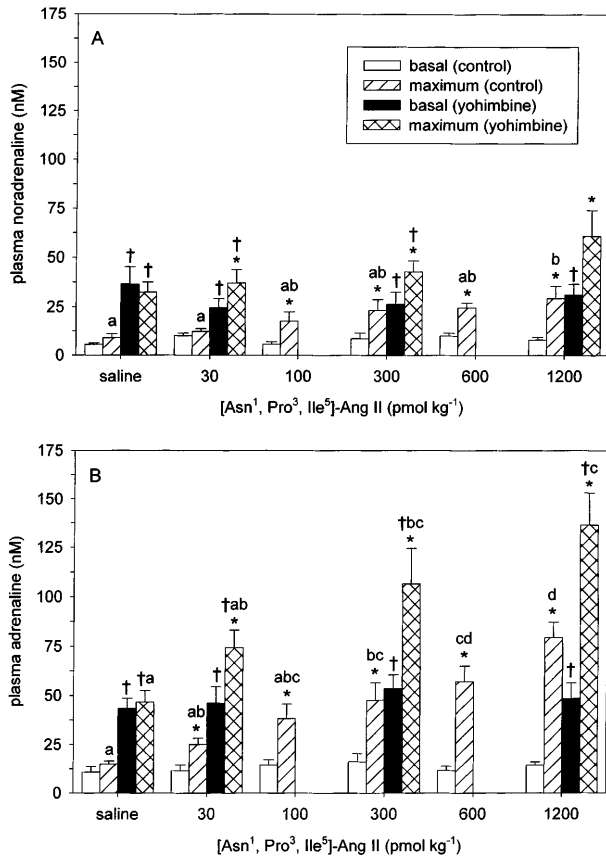 A
basal (control)
maximum (control)
basal (yohimbine)
maximum (yohimbine)
plasma noradrenaline (nM)
175
150
125
100
75
50
25
0
a † †
a † † *
ab *
ab * † † *
ab *
b * † *
saline 30 100 300 600 1200
[Asn¹, Pro³, Ile⁵]-Ang II (pmol kg⁻¹)
B
plasma adrenaline (nM)
175
150
125
100
75
50
25
0
a † †a
ab * † †ab *
abc *
bc * † †bc *
cd *
d * † †c *
saline 30 100 300 600 1200
[Asn¹, Pro³, Ile⁵]-Ang II (pmol kg⁻¹)